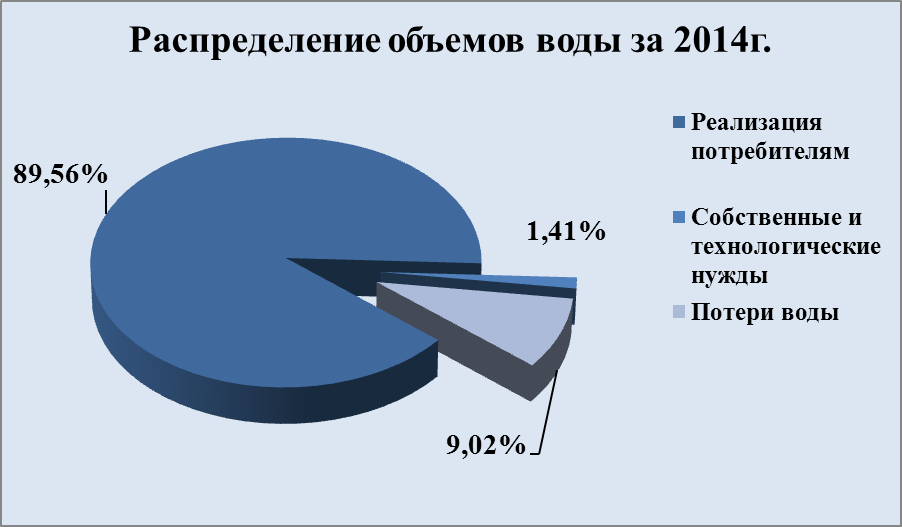 Распределение объемов воды за 2014г.
89,56%
1,41%
9,02%
Реализация
потребителям
Собственные и
технологические
нужды
Потери воды